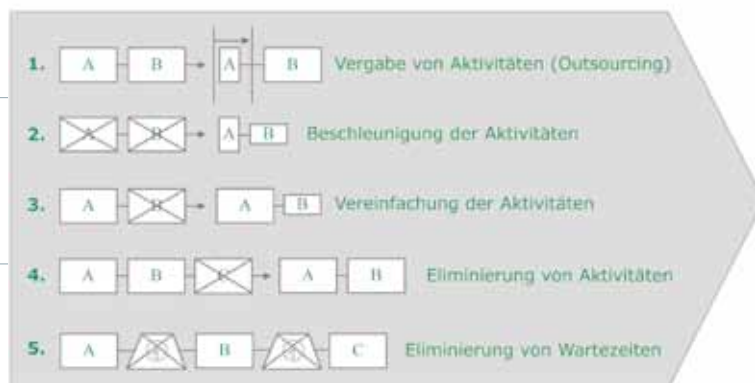 1. A B A B Vergabe von Aktivitäten (Outsourcing)
2. A B A B Beschleunigung der Aktivitäten
3. A B A B Vereinfachung der Aktivitäten
4. A B C A B Eliminierung von Aktivitäten
5. A B C Eliminierung von Wartezeiten